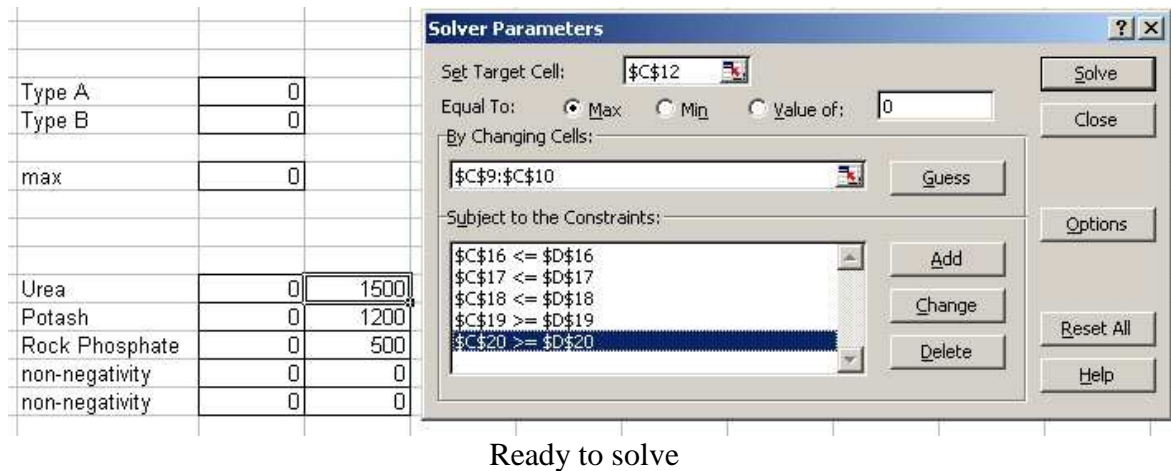 Type A 0
Type B 0
max 0
Urea 0 1500
Potash 0 1200
Rock Phosphate 0 500
non-negativity 0 0
non-negativity 0 0
Solver Parameters
Set Target Cell: $C$12 Solve
Equal To: Max Min Value of: 0 Close
By Changing Cells:
$C$9:$C$10 Guess
Subject to the Constraints: Options
$C$16 <= $D$16 Add
$C$17 <= $D$17
$C$18 <= $D$18 Change
$C$19 >= $D$19 Reset All
$C$20 >= $D$20 Delete
Help
Ready to solve